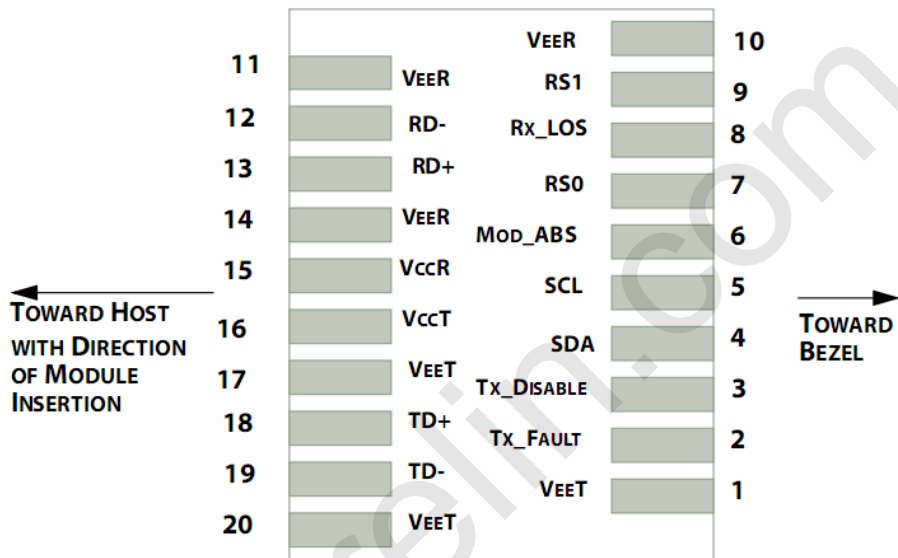 VEER 10
11 VEER
RS1 9
12 RD-
RX_LOS 8
13 RD+
RS0 7
14 VEER
MOD_ABS 6
15 VCCR
SCL 5
TOWARD HOST
WITH DIRECTION
OF MODULE
INSERTION
16 VCCT
SDA 4
TOWARD
BEZEL
17 VEET
TX_DISABLE 3
18 TD+
TX_FAULT 2
19 TD-
VEET 1
20 VEET
elin.com